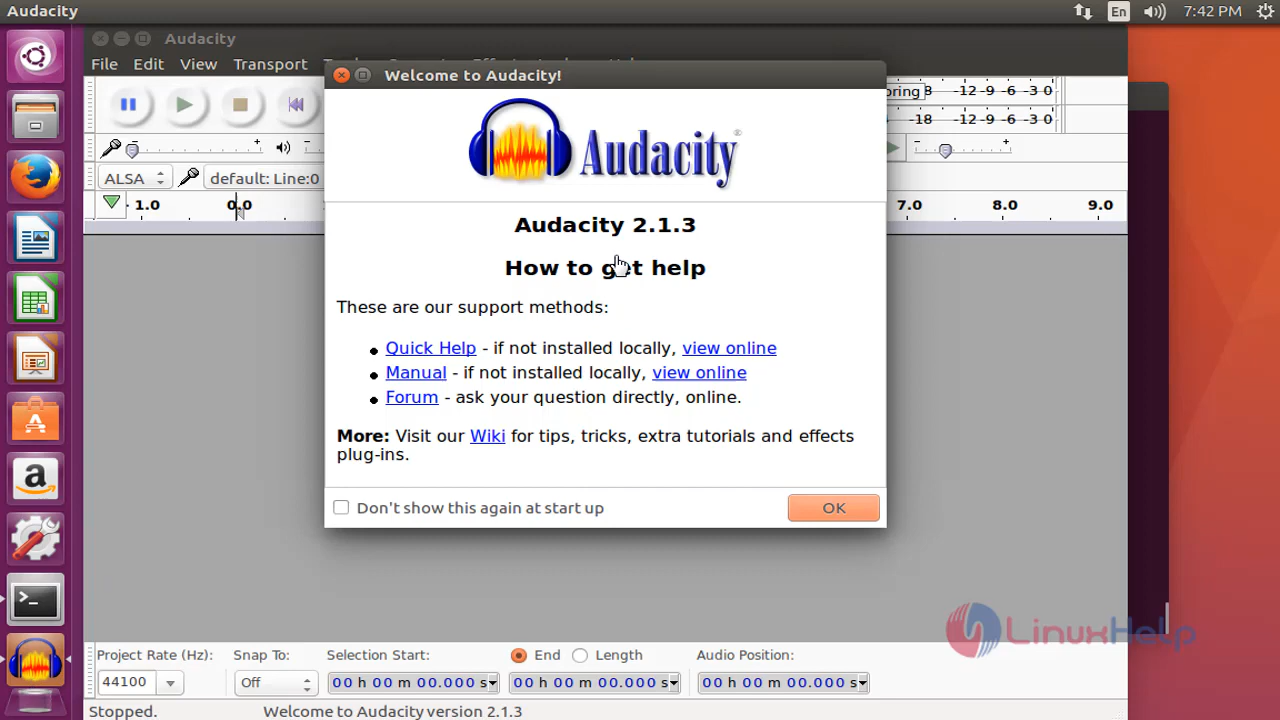 Audacity
En
7:42 PM
Audacity
File Edit View Transport
Welcome to Audacity!
Audacity®
Audacity 2.1.3
How to get help
These are our support methods:
• Quick Help - if not installed locally, view online
• Manual - if not installed locally, view online
• Forum - ask your question directly, online.
More: Visit our Wiki for tips, tricks, extra tutorials and effects
plug-ins.
Don't show this again at start up
OK
-12 -9 -6 -3 0
-18 -12 -9 -6 -3 0
- + -
- +
ALSA
default: Line:0
1.0 0.0 7.0 8.0 9.0
LinuxHelp
Project Rate (Hz): Snap To: Selection Start: End Length Audio Position:
44100 Off 00 h 00 m 00.000 s 00 h 00 m 00.000 s 00 h 00 m 00.000 s
Stopped. Welcome to Audacity version 2.1.3